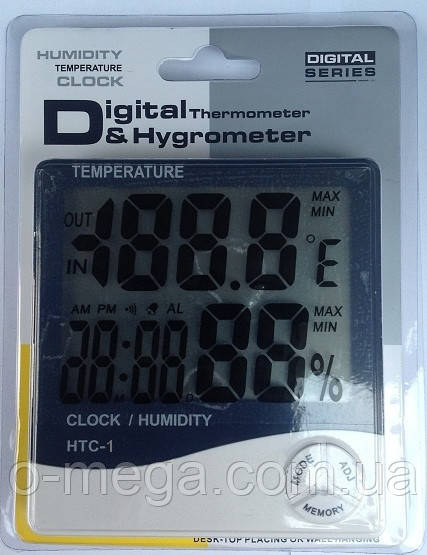 HUMIDITY
TEMPERATURE
CLOCK
DIGITAL
SERIES
Digital Thermometer
& Hygrometer
TEMPERATURE
OUT
IN
-188.8
MAX
MIN
°E
AM PM AL
MAX
MIN
88:88
88%
M D
CLOCK / HUMIDITY
HTC-1
MODE
ADJ
MEMORY
o-mega.com.ua
DESK-TOP PLACING OR WALL HANGING